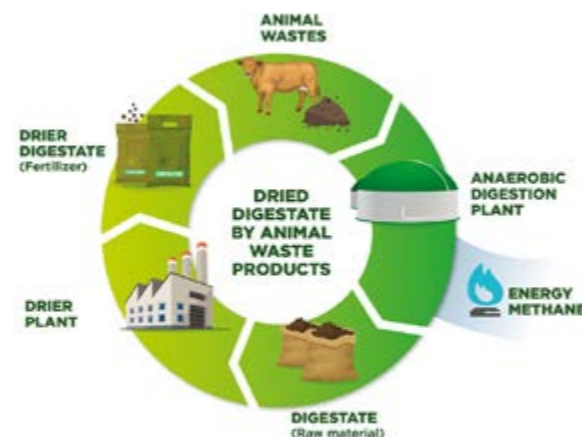 ANIMAL
WASTES
ANAEROBIC
DIGESTION
PLANT
ENERGY
METHANE
DIGESTATE
(Raw material)
DRIER
PLANT
DRIER
DIGESTATE
(Fertilizer)
DRIED
DIGESTATE
BY ANIMAL
WASTE
PRODUCTS